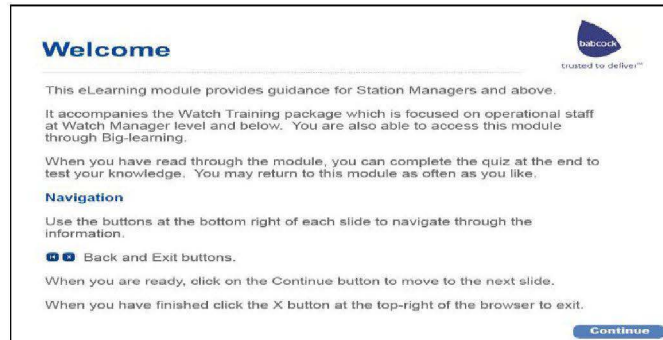 Welcome
babcock
trusted to deliver™
This eLearning module provides guidance for Station Managers and above.
It accompanies the Watch Training package which is focused on operational staff
at Watch Manager level and below. You are also able to access this module
through Big-learning.
When you have read through the module, you can complete the quiz at the end to
test your knowledge. You may return to this module as often as you like.
Navigation
Use the buttons at the bottom right of each slide to navigate through the
information.
Back and Exit buttons.
When you are ready, click on the Continue button to move to the next slide.
When you have finished click the X button at the top-right of the browser to exit.
Continue